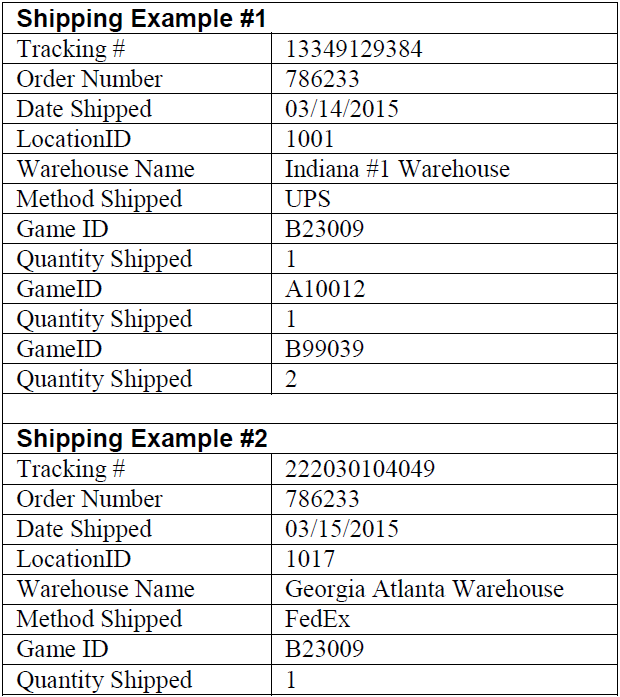 Shipping Example #1
Tracking # 13349129384
Order Number 786233
Date Shipped 03/14/2015
LocationID 1001
Warehouse Name Indiana #1 Warehouse
Method Shipped UPS
Game ID B23009
Quantity Shipped 1
GameID A10012
Quantity Shipped 1
GameID B99039
Quantity Shipped 2
Shipping Example #2
Tracking # 222030104049
Order Number 786233
Date Shipped 03/15/2015
LocationID 1017
Warehouse Name Georgia Atlanta Warehouse
Method Shipped FedEx
Game ID B23009
Quantity Shipped 1